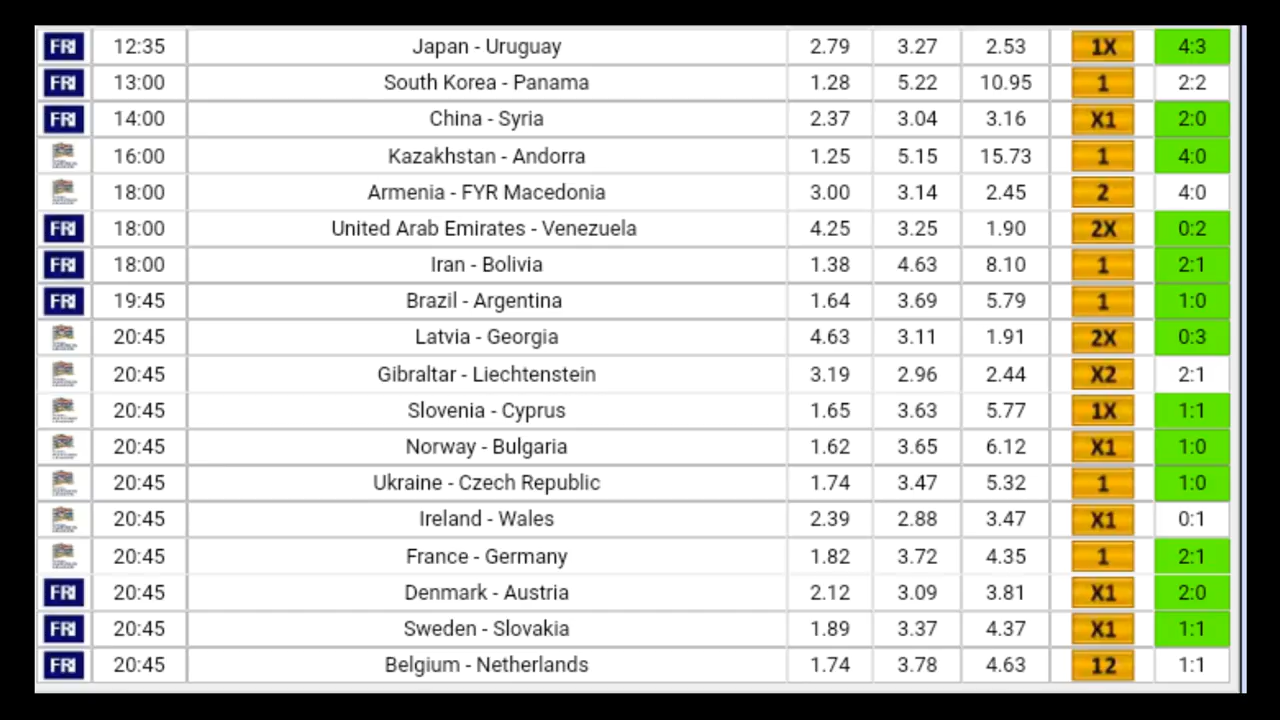 FRI 12:35 Japan - Uruguay 2.79 3.27 2.53 1X 4:3
FRI 13:00 South Korea - Panama 1.28 5.22 10.95 1 2:2
FRI 14:00 China - Syria 2.37 3.04 3.16 X1 2:0
16:00 Kazakhstan - Andorra 1.25 5.15 15.73 1 4:0
18:00 Armenia - FYR Macedonia 3.00 3.14 2.45 2 4:0
FRI 18:00 United Arab Emirates - Venezuela 4.25 3.25 1.90 2X 0:2
FRI 18:00 Iran - Bolivia 1.38 4.63 8.10 1 2:1
FRI 19:45 Brazil - Argentina 1.64 3.69 5.79 1 1:0
20:45 Latvia - Georgia 4.63 3.11 1.91 2X 0:3
20:45 Gibraltar - Liechtenstein 3.19 2.96 2.44 X2 2:1
20:45 Slovenia - Cyprus 1.65 3.63 5.77 1X 1:1
20:45 Norway - Bulgaria 1.62 3.65 6.12 X1 1:0
20:45 Ukraine - Czech Republic 1.74 3.47 5.32 1 1:0
20:45 Ireland - Wales 2.39 2.88 3.47 X1 0:1
20:45 France - Germany 1.82 3.72 4.35 1 2:1
FRI 20:45 Denmark - Austria 2.12 3.09 3.81 X1 2:0
FRI 20:45 Sweden - Slovakia 1.89 3.37 4.37 X1 1:1
FRI 20:45 Belgium - Netherlands 1.74 3.78 4.63 12 1:1